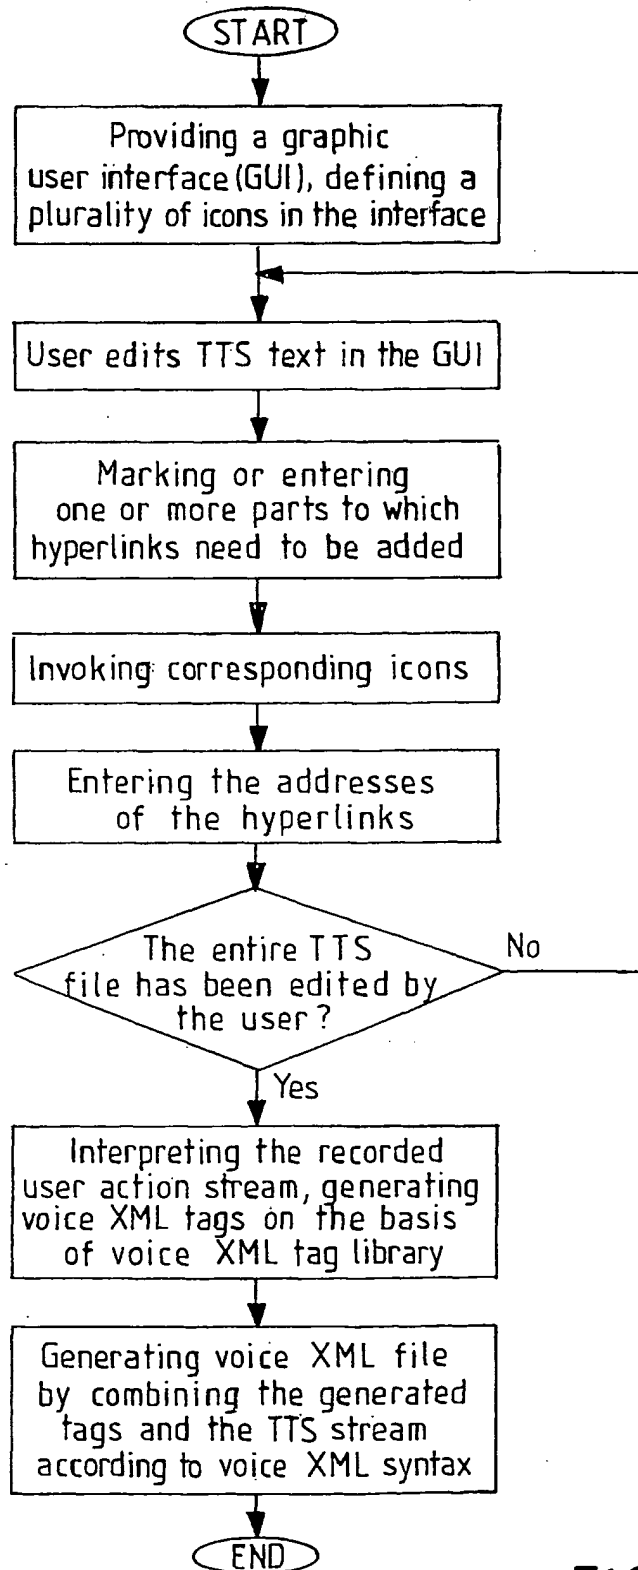 START
Providing a graphic
user interface (GUI), defining a
plurality of icons in the interface
User edits TTS text in the GUI
Marking or entering
one or more parts to which
hyperlinks need to be added
Invoking corresponding icons
Entering the addresses
of the hyperlinks
The entire TTS
file has been edited by
the user?
No
Yes
Interpreting the recorded
user action stream, generating
voice XML tags on the basis
of voice XML tag library
Generating voice XML file
by combining the generated
tags and the TTS stream
according to voice XML syntax
END